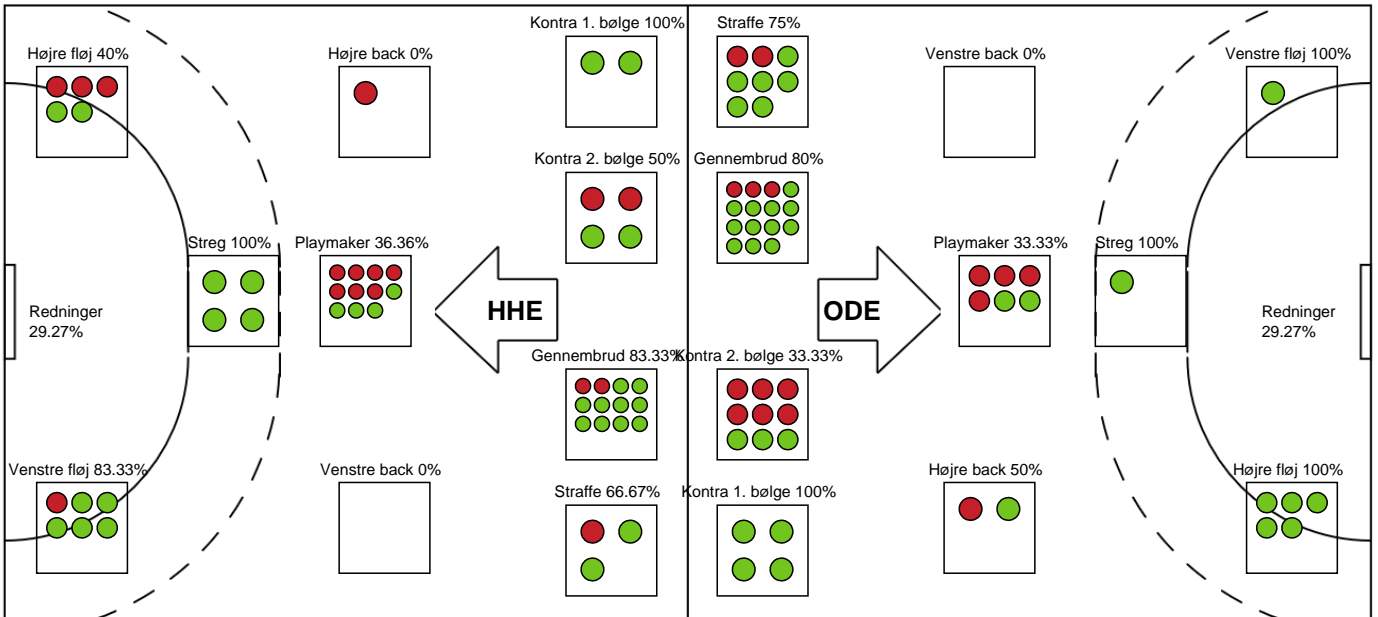 Kontra 1. bølge 100%
Straffe 75%
Højre fløj 40%
Højre back 0%
Venstre back 0%
Venstre fløj 100%
Kontra 2. bølge 50%
Gennembrud 80%
Streg 100%
Playmaker 36.36%
Playmaker 33.33%
Streg 100%
Redninger
29.27%
HHE
ODE
Redninger
29.27%
Gennembrud 83.33%
Kontra 2. bølge 33.33%
Venstre fløj 83.33%
Venstre back 0%
Højre back 50%
Højre fløj 100%
Straffe 66.67%
Kontra 1. bølge 100%